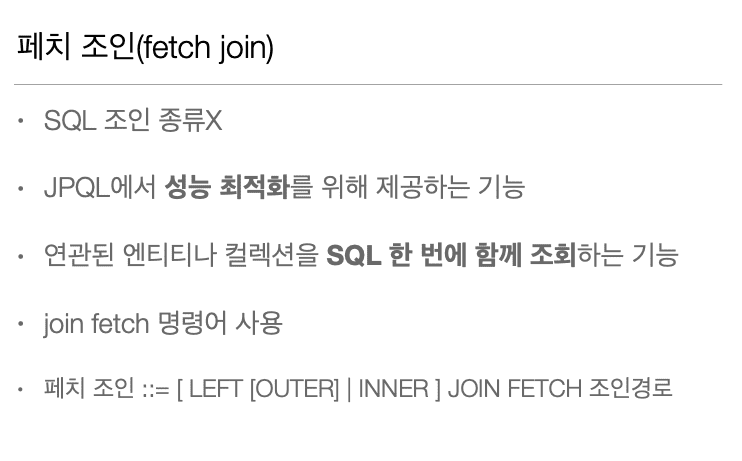 페치 조인(fetch join)
• SQL 조인 종류X
• JPQL에서 성능 최적화를 위해 제공하는 기능
• 연관된 엔티티나 컬렉션을 SQL 한 번에 함께 조회하는 기능
• join fetch 명령어 사용
• 페치 조인 ::= [ LEFT [OUTER] | INNER ] JOIN FETCH 조인경로